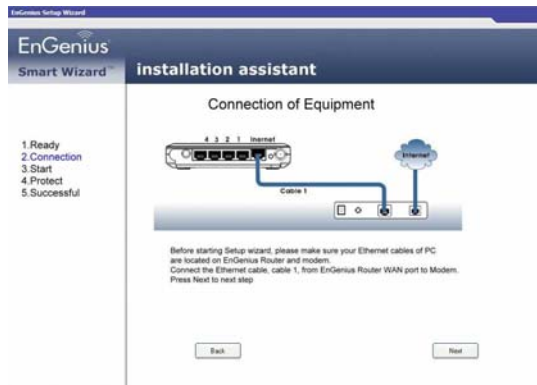 EnGenius Setup Wizard
EnGenius
Smart Wizard™
installation assistant
Connection of Equipment
1.Ready
2.Connection
3.Start
4.Protect
5.Successful
4 3 2 1 Inernet
Internet
Cable 1
Before starting Setup wizard, please make sure your Ethernet cables of PC
are located on EnGenius Router and modem.
Connect the Ethernet cable, cable 1, from EnGenius Router WAN port to Modem.
Press Next to next step
Back
Next